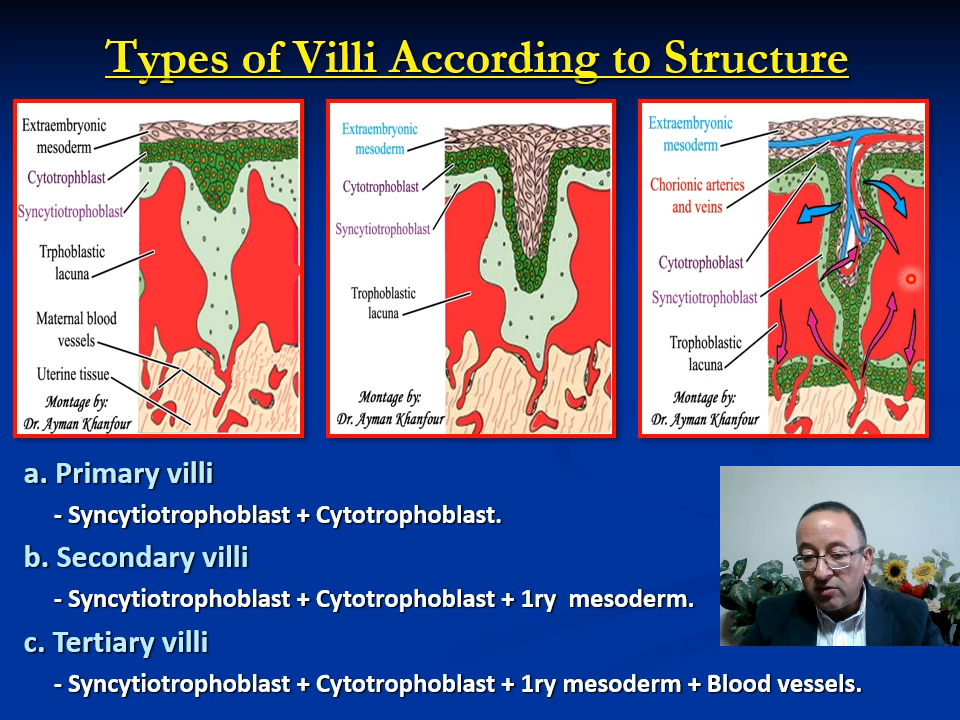 Types of Villi According to Structure
Extraembryonic
mesoderm
Cytotrophblast
Syncytiotrophoblast
Trphoblastic
lacuna
Maternal blood
vessels
Uterine tissue
Montage by:
Dr. Ayman Khanfour
Extraembryonic
mesoderm
Cytotrophoblast
Syncytiotrophoblast
Trophoblastic
lacuna
Montage by:
Dr. Ayman Khanfour
Extraembryonic
mesoderm
Chorionic arteries
and veins
Cytotrophoblast
Syncytiotrophoblast
Trophoblastic
lacuna
Montage by:
Dr. Ayman Khanfour
a. Primary villi
- Syncytiotrophoblast + Cytotrophoblast.
b. Secondary villi
- Syncytiotrophoblast + Cytotrophoblast + 1ry mesoderm.
c. Tertiary villi
- Syncytiotrophoblast + Cytotrophoblast + 1ry mesoderm + Blood vessels.